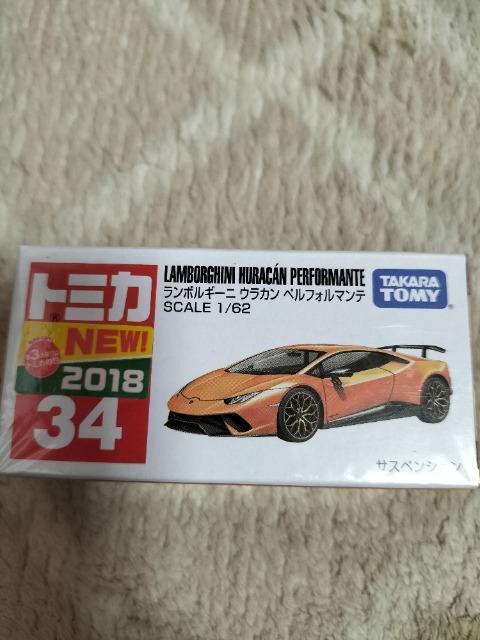 トミカ
NEW!
2018
34
LAMBORGHINI HURACÁN PERFORMANTE
ランボルギーニ ウラカン ペルフォルマンテ
SCALE 1/62
TAKARA
TOMY
サスペンション